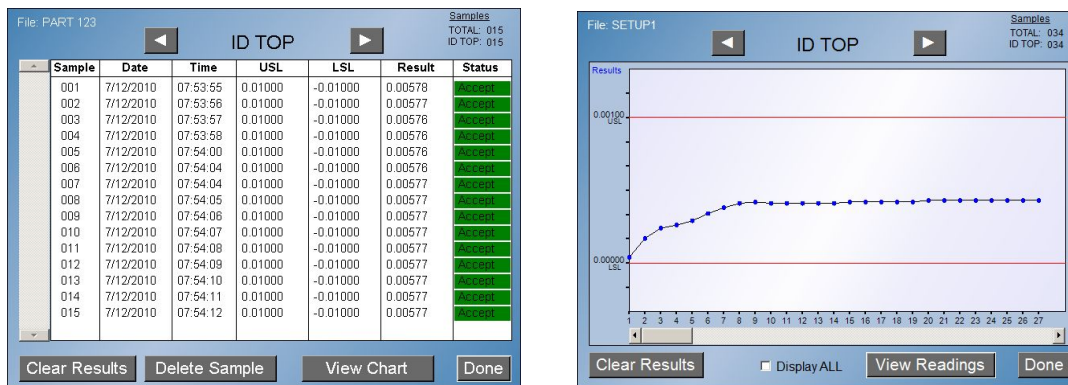 File: PART 123
Samples
TOTAL: 015
ID TOP: 015
ID TOP
Sample Date Time USL LSL Result Status
001 7/12/2010 07:53:55 0.01000 -0.01000 0.00578 Accept
002 7/12/2010 07:53:56 0.01000 -0.01000 0.00577 Accept
003 7/12/2010 07:53:57 0.01000 -0.01000 0.00576 Accept
004 7/12/2010 07:53:58 0.01000 -0.01000 0.00576 Accept
005 7/12/2010 07:54:00 0.01000 -0.01000 0.00576 Accept
006 7/12/2010 07:54:04 0.01000 -0.01000 0.00576 Accept
007 7/12/2010 07:54:04 0.01000 -0.01000 0.00577 Accept
008 7/12/2010 07:54:05 0.01000 -0.01000 0.00577 Accept
009 7/12/2010 07:54:06 0.01000 -0.01000 0.00577 Accept
010 7/12/2010 07:54:07 0.01000 -0.01000 0.00577 Accept
011 7/12/2010 07:54:08 0.01000 -0.01000 0.00577 Accept
012 7/12/2010 07:54:09 0.01000 -0.01000 0.00577 Accept
013 7/12/2010 07:54:10 0.01000 -0.01000 0.00577 Accept
014 7/12/2010 07:54:11 0.01000 -0.01000 0.00577 Accept
015 7/12/2010 07:54:12 0.01000 -0.01000 0.00577 Accept
Clear Results Delete Sample View Chart Done
File: SETUP1
Samples
TOTAL: 034
ID TOP: 034
ID TOP
Results
0.00100
USL
0.00000
LSL
1 2 3 4 5 6 7 8 9 10 11 12 13 14 15 16 17 18 19 20 21 22 23 24 25 26 27
Clear Results Display ALL View Readings Done